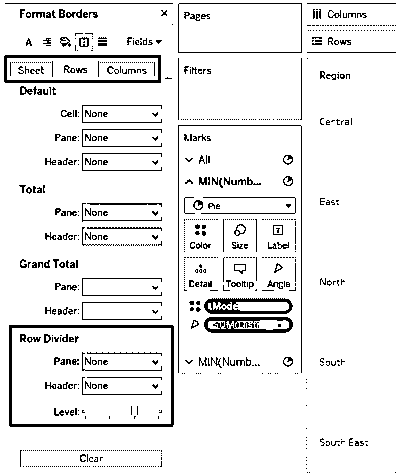 Format Borders
×
A
Fields
Sheet
Rows
Columns
Default
Cell: None
Pane: None
Header: None
Total
Pane: None
Header: None
Grand Total
Pane:
Header:
Row Divider
Pane: None
Header: None
Level:
Clear
Pages
Filters
Marks
All
MIN(Numb...
Pie
Color
Size
Label
Detail
Tooltip
Angle
Mode
MIN(Numb...
Columns
Rows
Region
Central
East
North
South
South East